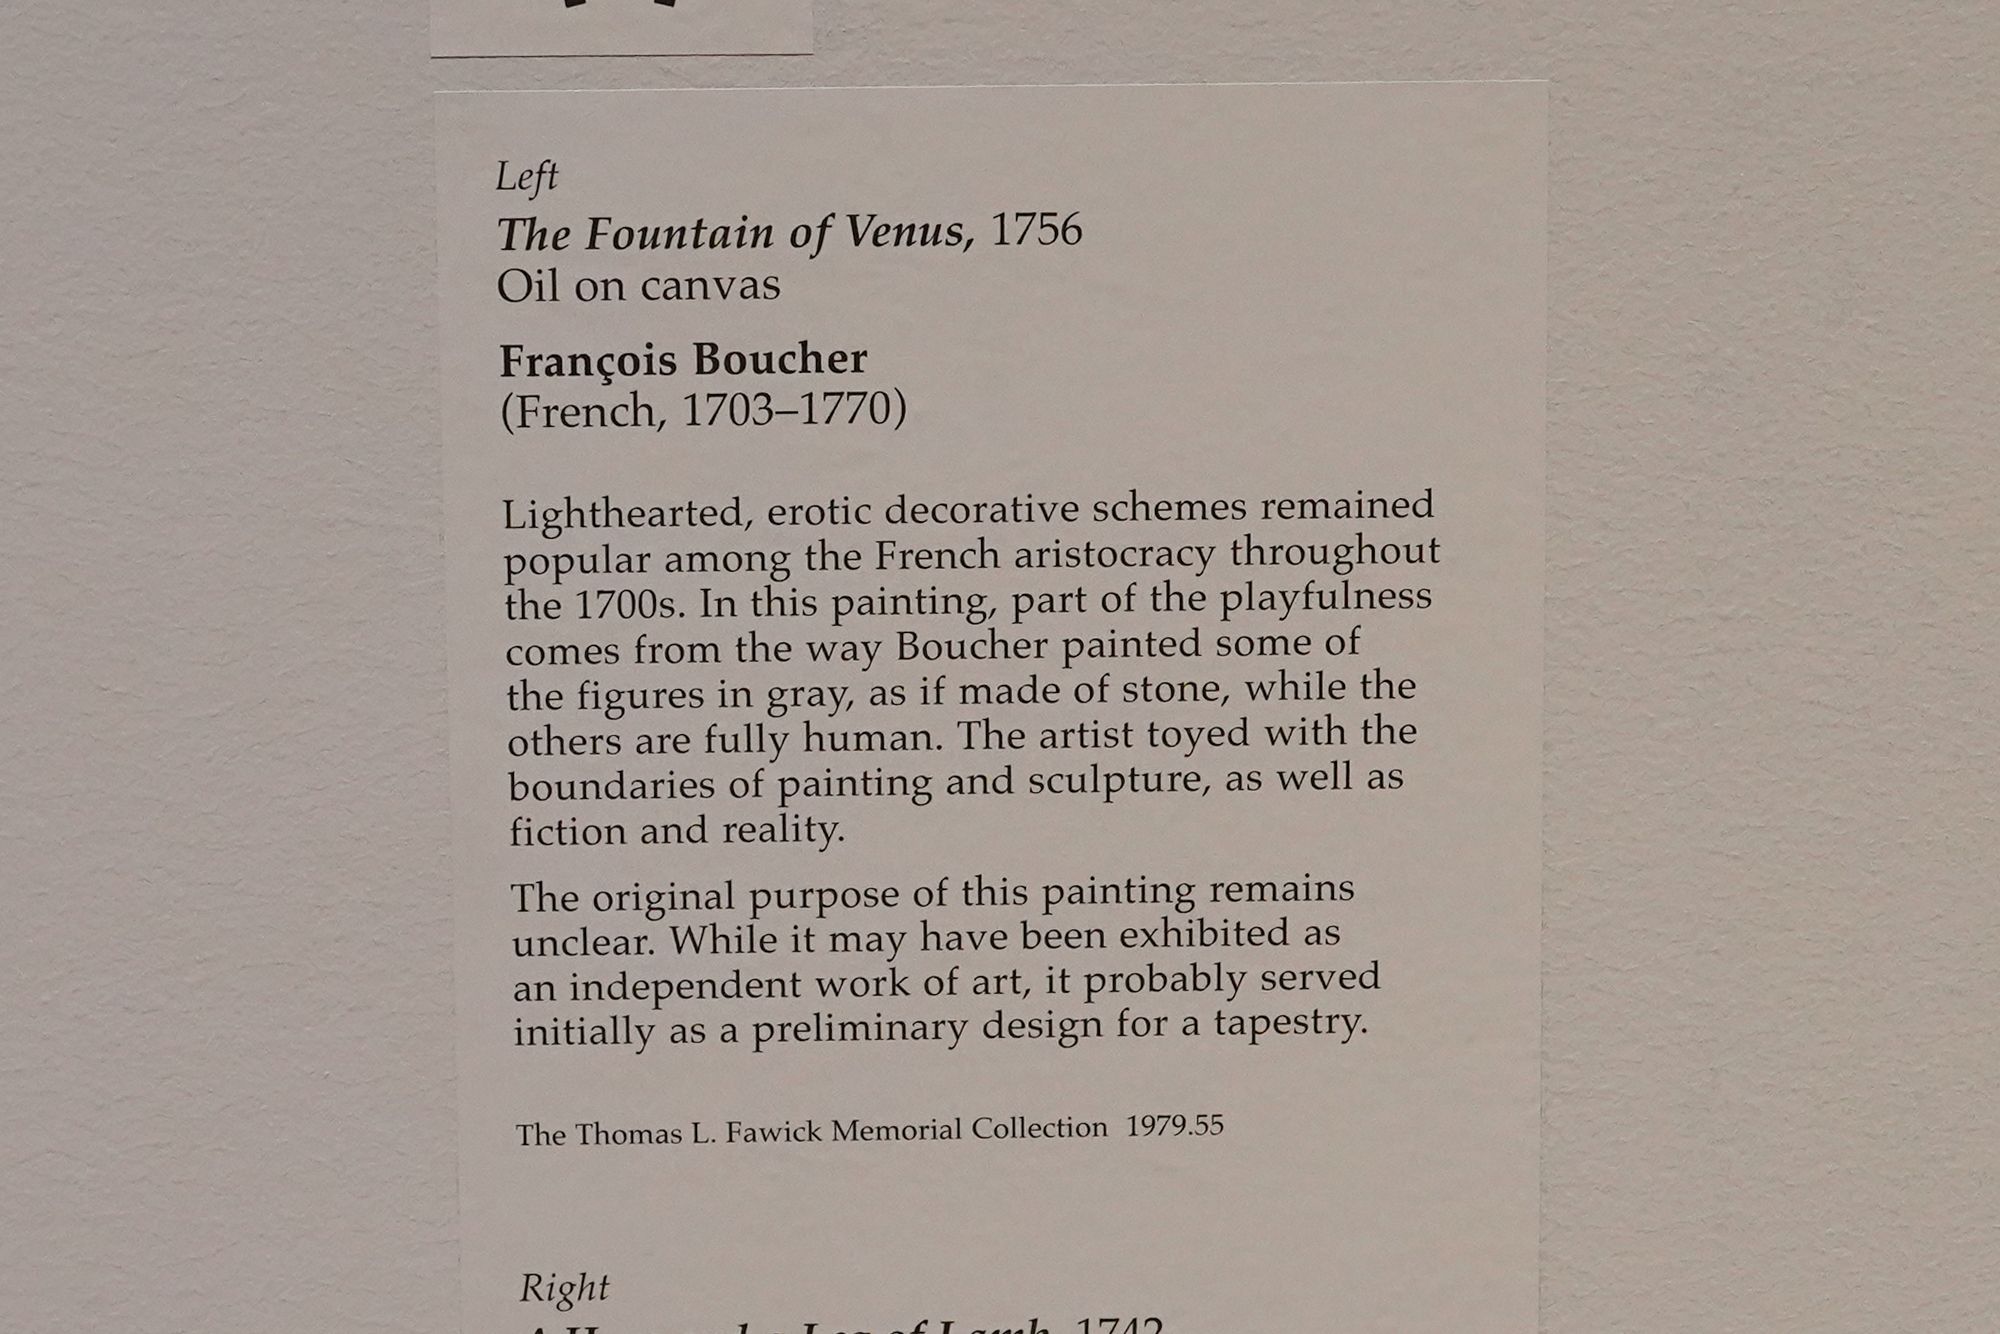 Left
The Fountain of Venus, 1756
Oil on canvas
François Boucher
(French, 1703–1770)
Lighthearted, erotic decorative schemes remained
popular among the French aristocracy throughout
the 1700s. In this painting, part of the playfulness
comes from the way Boucher painted some of
the figures in gray, as if made of stone, while the
others are fully human. The artist toyed with the
boundaries of painting and sculpture, as well as
fiction and reality.
The original purpose of this painting remains
unclear. While it may have been exhibited as
an independent work of art, it probably served
initially as a preliminary design for a tapestry.
The Thomas L. Fawick Memorial Collection 1979.55
Right
A Leg of Lamb, 1742